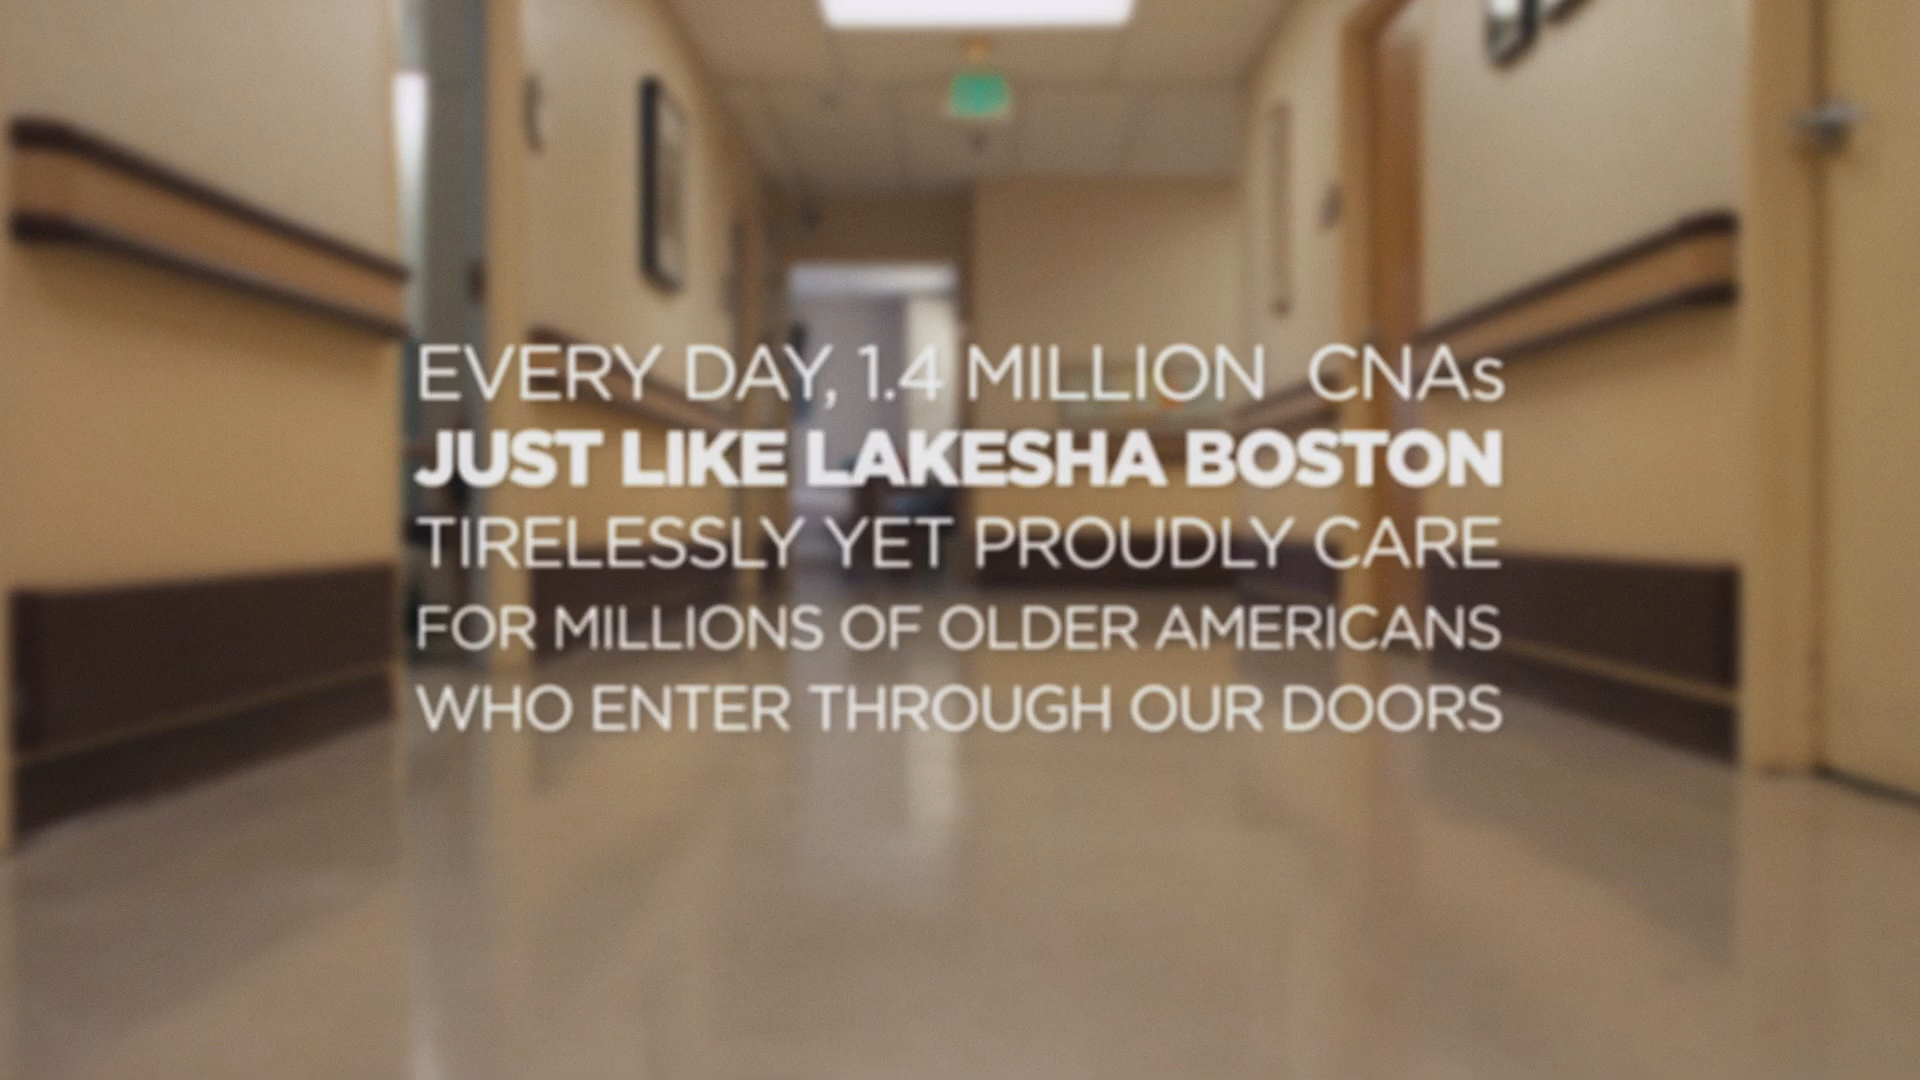 EVERY DAY, 1.4 MILLION CNAs
JUST LIKE LAKESHA BOSTON
TIRELESSLY YET PROUDLY CARE
FOR MILLIONS OF OLDER AMERICANS
WHO ENTER THROUGH OUR DOORS